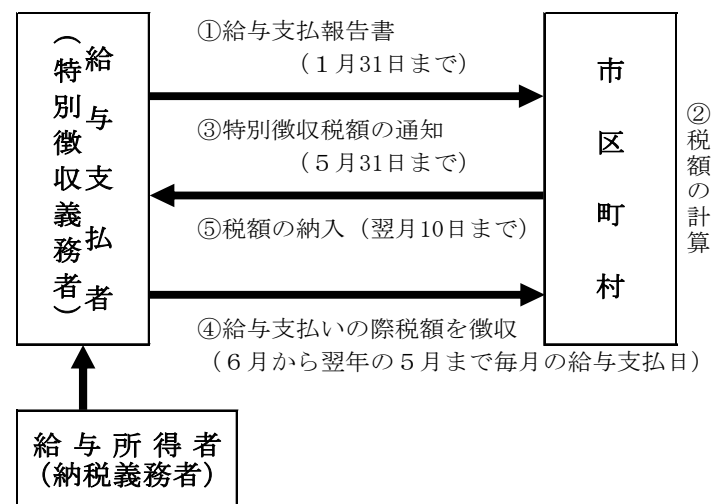 給与支払者
(特別徴収義務者)
①給与支払報告書
(1月31日まで)
③特別徴収税額の通知
(5月31日まで)
⑤税額の納入(翌月10日まで)
④給与支払いの際税額を徴収
(6月から翌年の5月まで毎月の給与支払日)
市区町村
②税額の計算
給与所得者
(納税義務者)